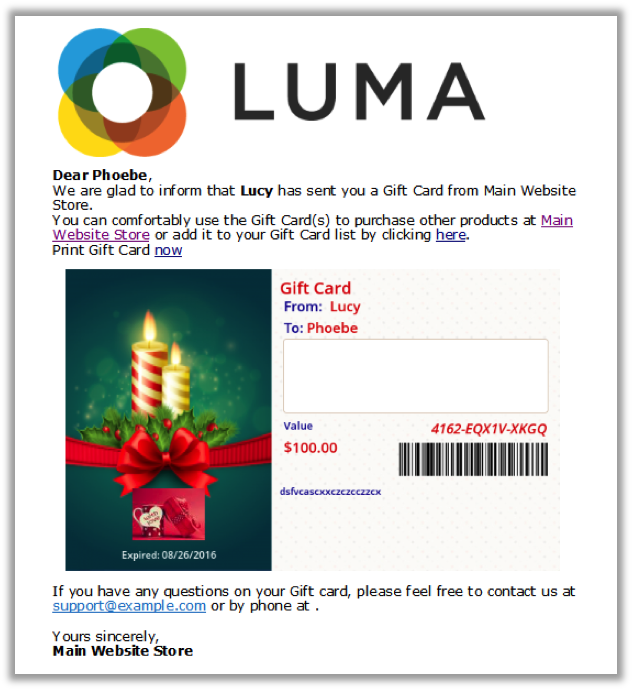 LUMA
Dear Phoebe,
We are glad to inform that Lucy has sent you a Gift Card from Main Website
Store.
You can comfortably use the Gift Card(s) to purchase other products at Main
Website Store or add it to your Gift Card list by clicking here.
Print Gift Card now
Gift Card
From: Lucy
To: Phoebe
Value
4162-EQX1V-XKGQ
$100.00
dsfvcascxxczczcczzcx
Expired: 08/26/2016
If you have any questions on your Gift card, please feel free to contact us at
support@example.com or by phone at .
Yours sincerely,
Main Website Store